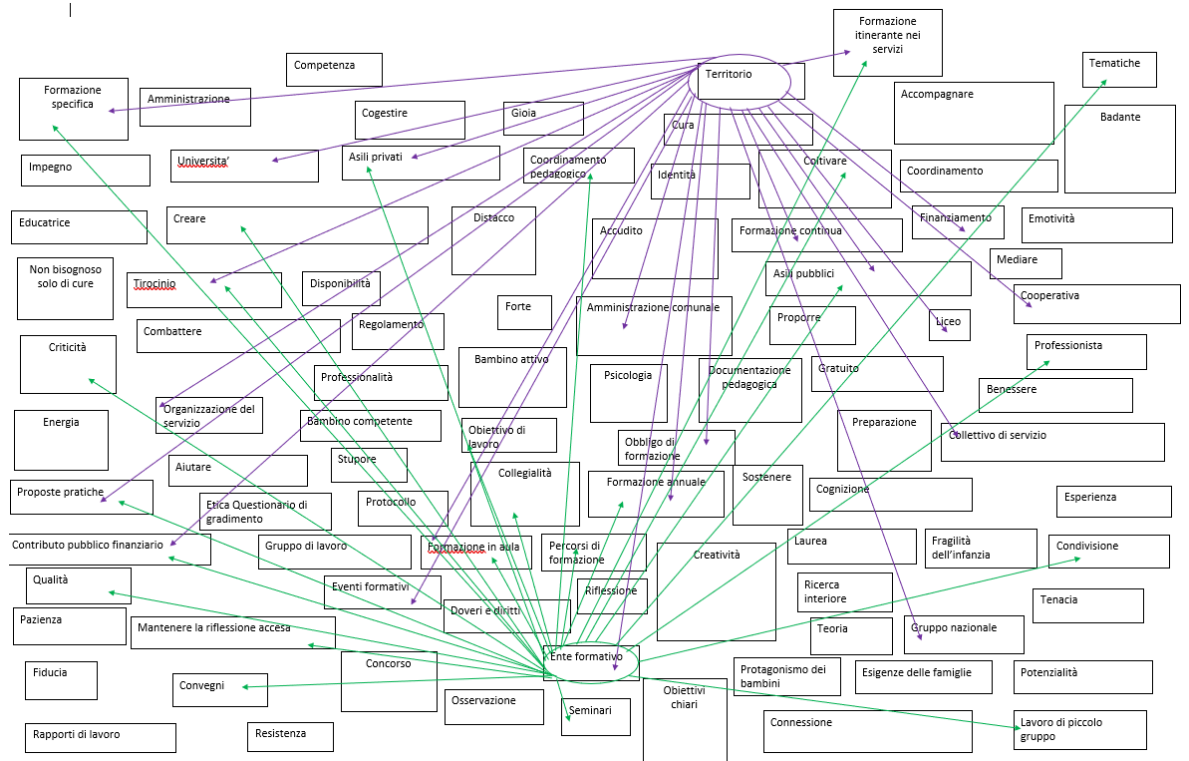 Formazione
itinerante nei
servizi
Competenza
Territorio
Tematiche
Formazione
specifica
Amministrazione
Accompagnare
Cogestire
Gioia
Badante
Cura
Impegno
Universita'
Asili privati
Coordinamento
pedagogico
Identità
Coltivare
Coordinamento
Educatrice
Creare
Distacco
Accudito
Formazione continua
Finanziamento
Emotività
Non bisognoso
solo di cure
Tirocinio
Disponibilità
Asili pubblici
Mediare
Forte
Amministrazione comunale
Cooperativa
Combattere
Regolamento
Proporre
Liceo
Criticità
Bambino attivo
Professionista
Professionalità
Psicologia
Documentazione
pedagogica
Gratuito
Benessere
Organizzazione del
servizio
Energia
Bambino competente
Obiettivo di
lavoro
Obbligo di
formazione
Preparazione
Collettivo di servizio
Aiutare
Stupore
Collegialità
Formazione annuale
Sostenere
Cognizione
Proposte pratiche
Etica Questionario di
gradimento
Protocollo
Esperienza
Contributo pubblico finanziario
Gruppo di lavoro
Formazione in aula
Percorsi di
formazione
Creatività
Laurea
Fragilità
dell'infanzia
Condivisione
Qualità
Eventi formativi
Riflessione
Ricerca
interiore
Tenacia
Pazienza
Mantenere la riflessione accesa
Doveri e diritti
Teoria
Gruppo nazionale
Ente formativo
Fiducia
Convegni
Concorso
Protagonismo dei
bambini
Esigenze delle famiglie
Potenzialità
Osservazione
Seminari
Obiettivi
chiari
Connessione
Lavoro di piccolo
gruppo
Rapporti di lavoro
Resistenza